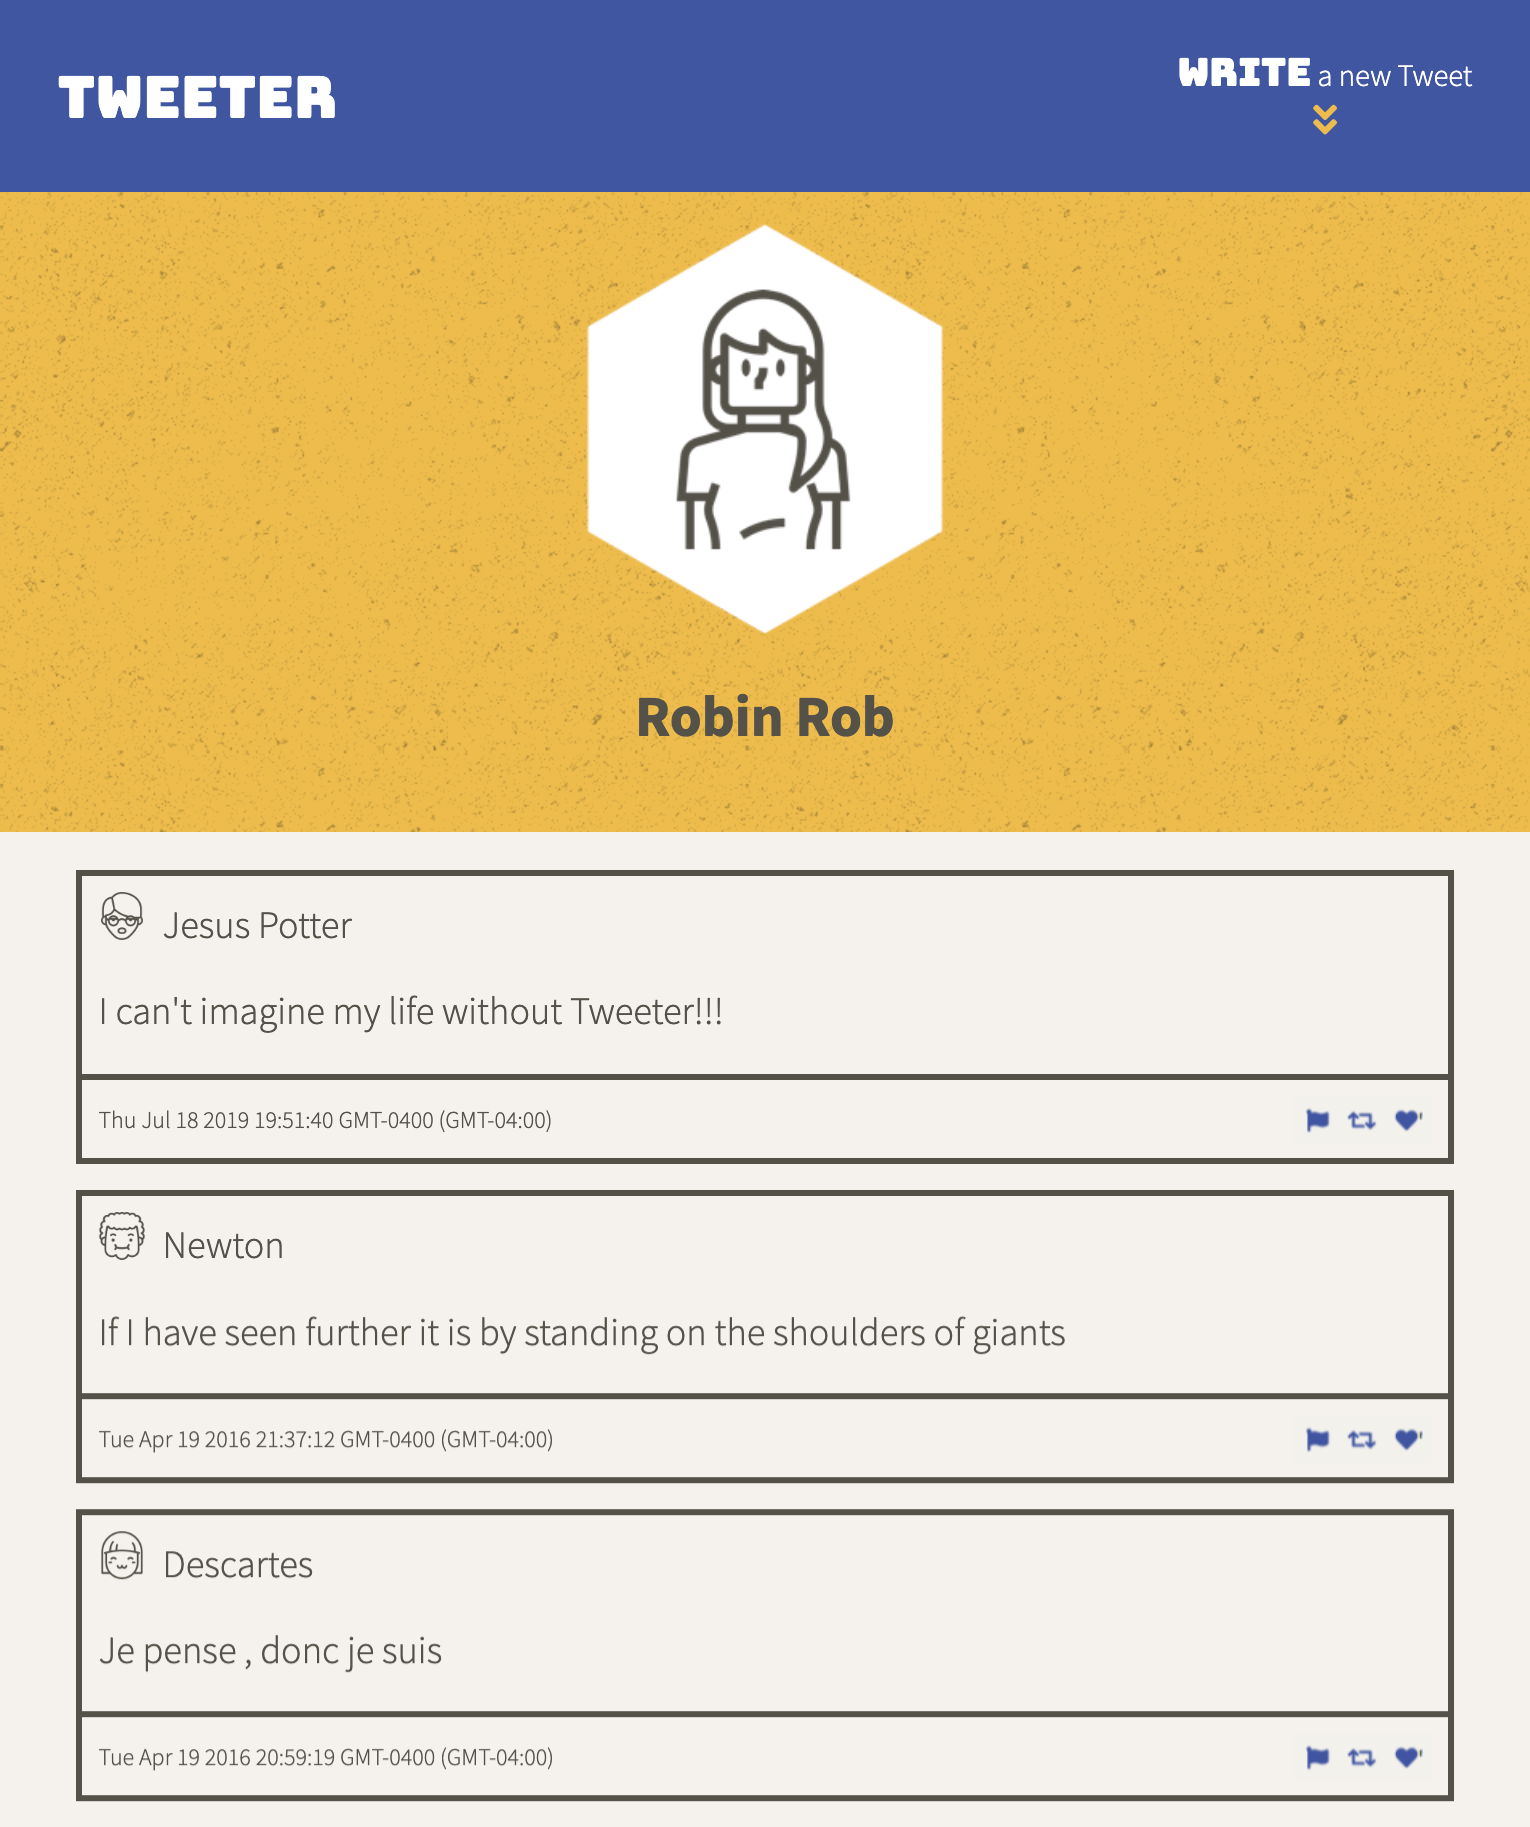 TWEETER
WRITE a new Tweet
Robin Rob
Jesus Potter
I can't imagine my life without Tweeter!!!
Thu Jul 18 2019 19:51:40 GMT-0400 (GMT-04:00)
Newton
If I have seen further it is by standing on the shoulders of giants
Tue Apr 19 2016 21:37:12 GMT-0400 (GMT-04:00)
Descartes
Je pense , donc je suis
Tue Apr 19 2016 20:59:19 GMT-0400 (GMT-04:00)